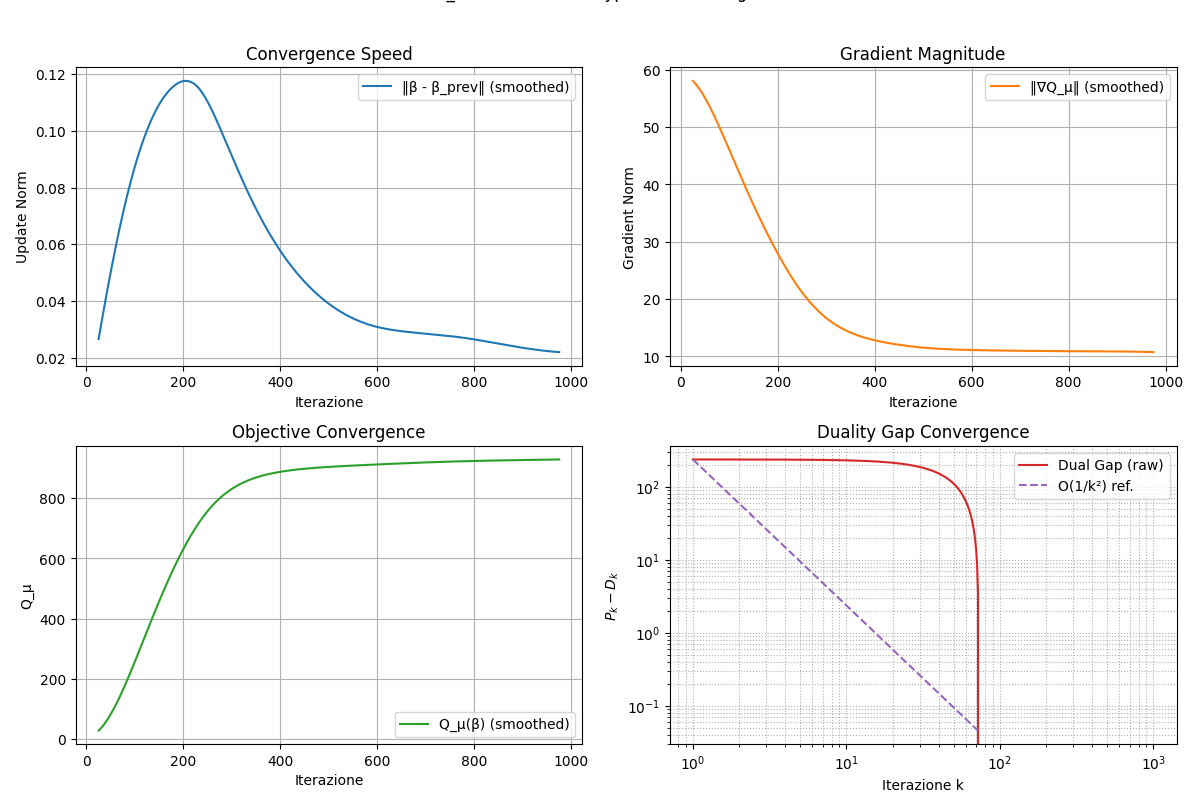 Convergence Speed
0.12
0.10
0.08
0.06
0.04
0.02
Update Norm
‖β - β_prev‖ (smoothed)
0 200 400 600 800 1000
Iterazione
Gradient Magnitude
60
50
40
30
20
10
Gradient Norm
‖∇Q_μ‖ (smoothed)
0 200 400 600 800 1000
Iterazione
Objective Convergence
800
600
400
200
0
Q_μ
Q_μ(β) (smoothed)
0 200 400 600 800 1000
Iterazione
Duality Gap Convergence
10²
10¹
10⁰
10⁻¹
Pₖ − Dₖ
Dual Gap (raw)
O(1/k²) ref.
10⁰ 10¹ 10² 10³
Iterazione k